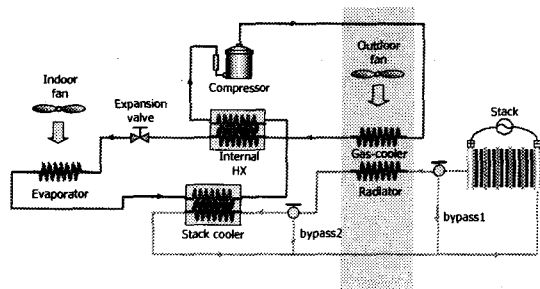 Indoor
fan
Expansion
valve
Compressor
Outdoor
fan
Stack
Internal
HX
Gas-cooler
Evaporator
Radiator
Stack cooler
bypass2
bypass1